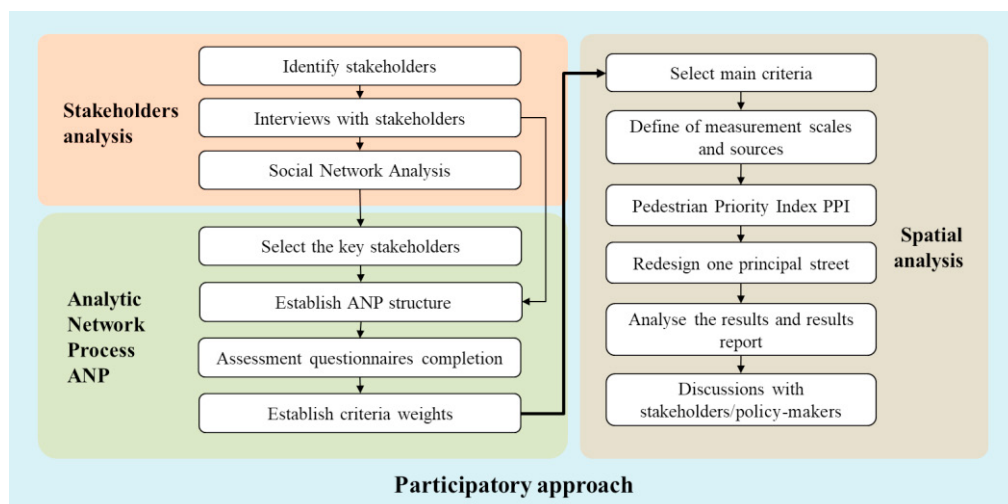 Stakeholders
analysis
Identify stakeholders
Interviews with stakeholders
Social Network Analysis
Analytic
Network
Process
ANP
Select the key stakeholders
Establish ANP structure
Assessment questionnaires completion
Establish criteria weights
Select main criteria
Define of measurement scales
and sources
Pedestrian Priority Index PPI
Redesign one principal street
Analyse the results and results
report
Discussions with
stakeholders/policy-makers
Spatial
analysis
Participatory approach